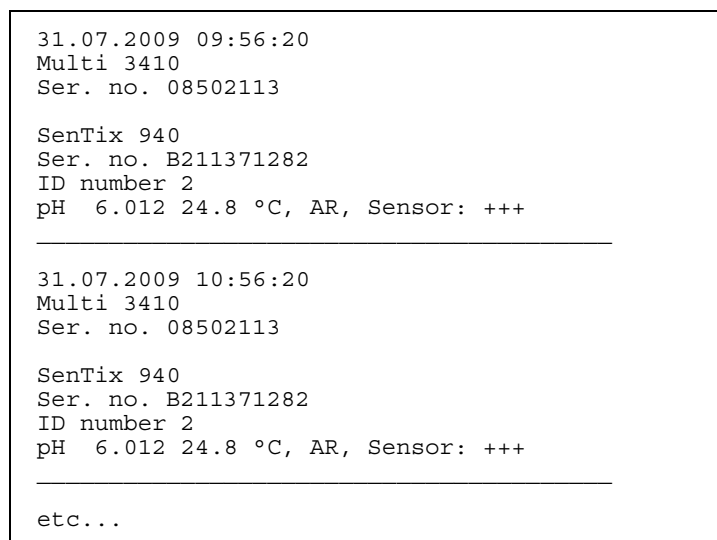 31.07.2009 09:56:20
Multi 3410
Ser. no. 08502113
SenTix 940
Ser. no. B211371282
ID number 2
pH  6.012 24.8 °C, AR, Sensor: +++
________________________________________
31.07.2009 10:56:20
Multi 3410
Ser. no. 08502113
SenTix 940
Ser. no. B211371282
ID number 2
pH  6.012 24.8 °C, AR, Sensor: +++
________________________________________
etc...